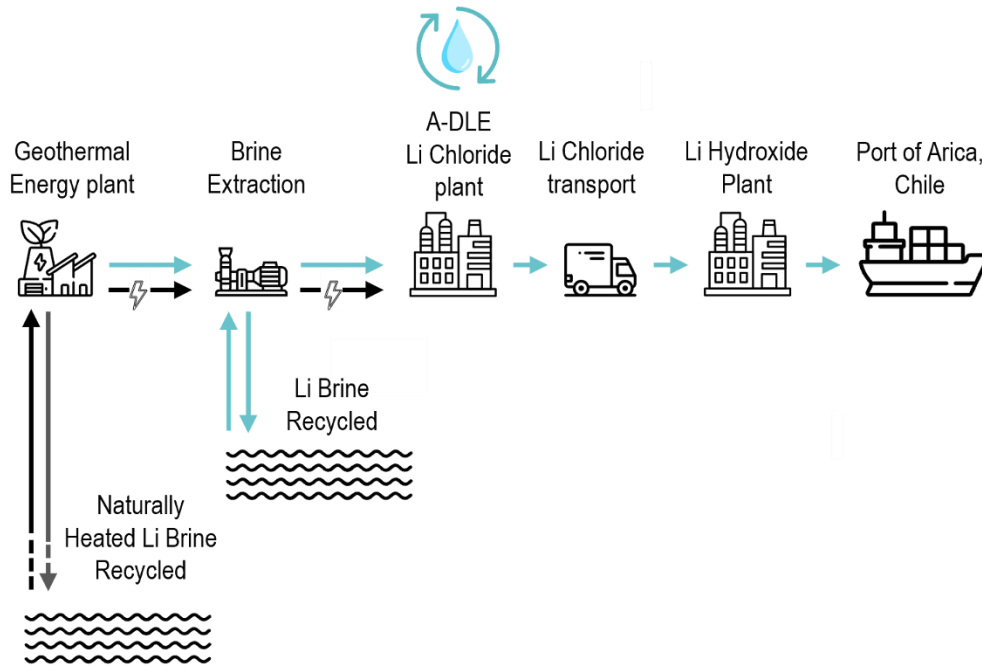 Geothermal
Energy plant
Brine
Extraction
A-DLE
Li Chloride
plant
Li Chloride
transport
Li Hydroxide
Plant
Port of Arica,
Chile
Li Brine
Recycled
Naturally
Heated Li Brine
Recycled